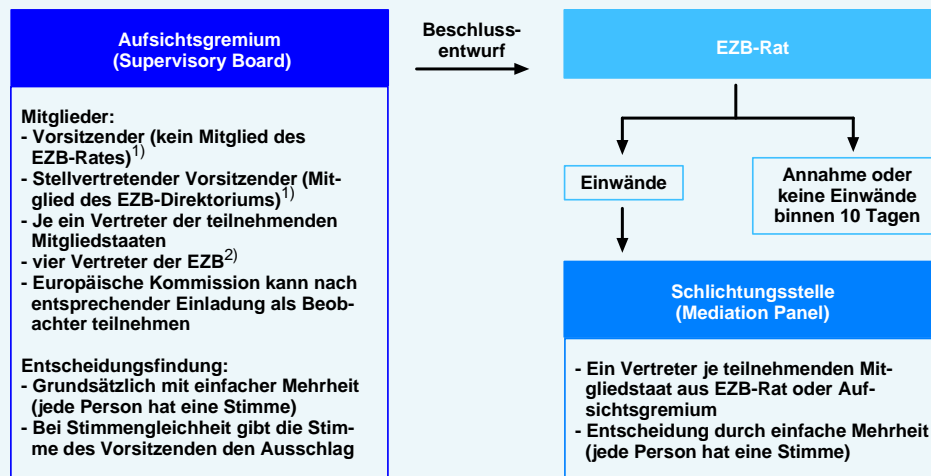 Aufsichtsgremium
(Supervisory Board)
Mitglieder:
- Vorsitzender (kein Mitglied des
EZB-Rates)1)
- Stellvertretender Vorsitzender (Mit-
glied des EZB-Direktoriums)1)
- Je ein Vertreter der teilnehmenden
Mitgliedstaaten
- vier Vertreter der EZB2)
- Europäische Kommission kann nach
entsprechender Einladung als Beob-
achter teilnehmen
Entscheidungsfindung:
- Grundsätzlich mit einfacher Mehrheit
(jede Person hat eine Stimme)
- Bei Stimmengleichheit gibt die Stim-
me des Vorsitzenden den Ausschlag
Beschluss-
entwurf
EZB-Rat
Einwände
Annahme oder
keine Einwände
binnen 10 Tagen
Schlichtungsstelle
(Mediation Panel)
- Ein Vertreter je teilnehmenden Mit-
gliedstaat aus EZB-Rat oder Auf-
sichtsgremium
- Entscheidung durch einfache Mehrheit
(jede Person hat eine Stimme)